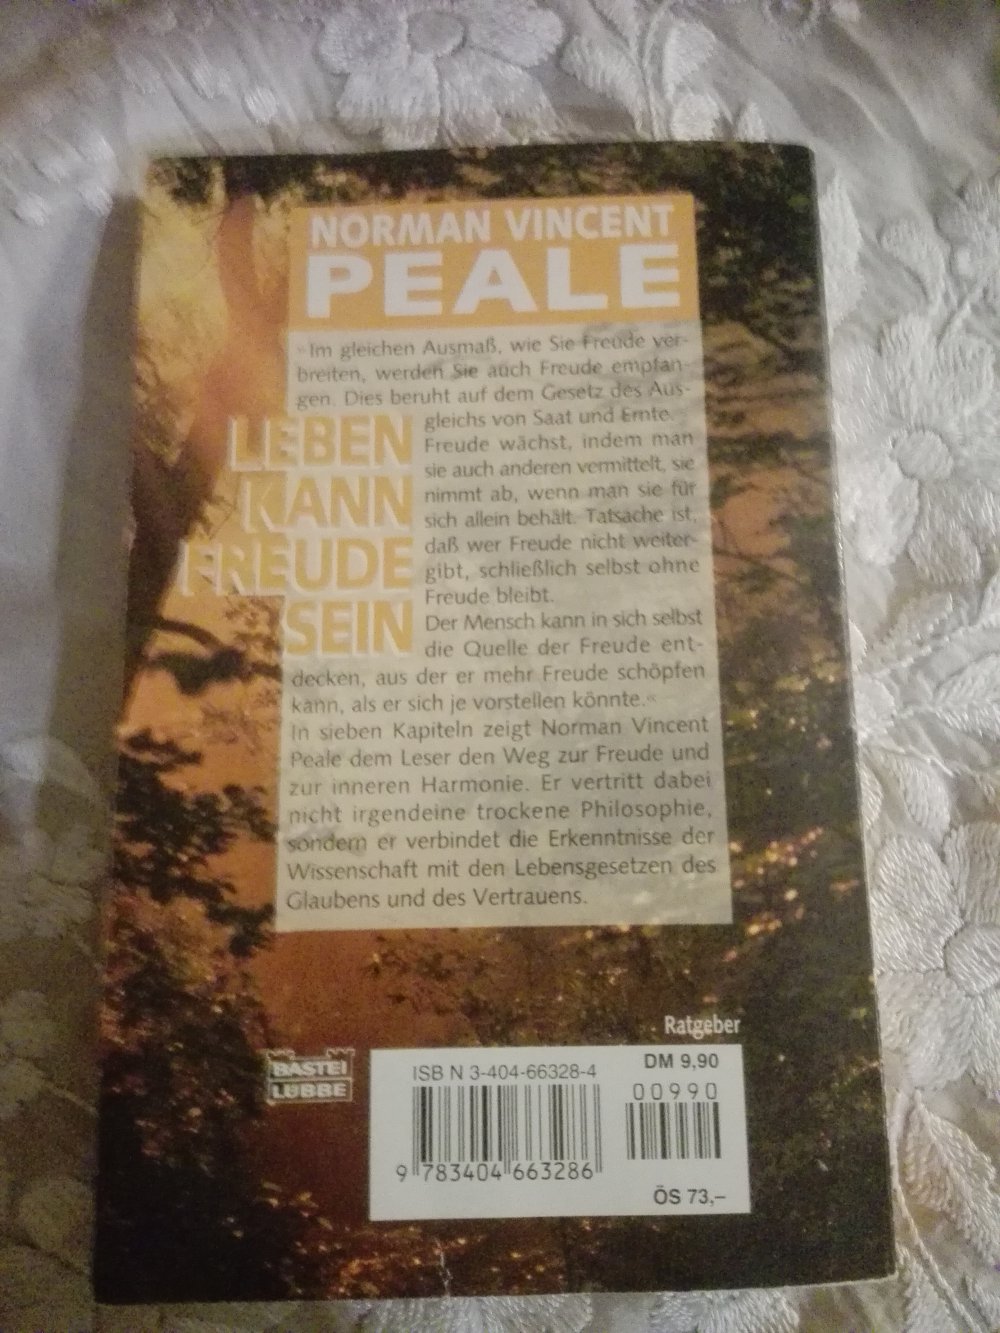 NORMAN VINCENT
PEALE
»Im gleichen Ausmaß, wie Sie Freude ver-
breiten, werden Sie auch Freude empfan-
gen. Dies beruht auf dem Gesetz des Aus-
gleichs von Saat und Ernte.
Freude wächst, indem man
sie auch anderen vermittelt, sie
nimmt ab, wenn man sie für
sich allein behält. Tatsache ist,
daß wer Freude nicht weiter-
gibt, schließlich selbst ohne
Freude bleibt.
Der Mensch kann in sich selbst
die Quelle der Freude ent-
decken, aus der er mehr Freude schöpfen
kann, als er sich je vorstellen könnte.«
In sieben Kapiteln zeigt Norman Vincent
Peale dem Leser den Weg zur Freude und
zur inneren Harmonie. Er vertritt dabei
nicht irgendeine trockene Philosophie,
sondern er verbindet die Erkenntnisse der
Wissenschaft mit den Lebensgesetzen des
Glaubens und des Vertrauens.
LEBEN
KANN
FREUDE
SEIN
Ratgeber
BASTEI
LÜBBE
ISBN 3-404-66328-4
9 783404 663286
DM 9,90
00990
ÖS 73,–